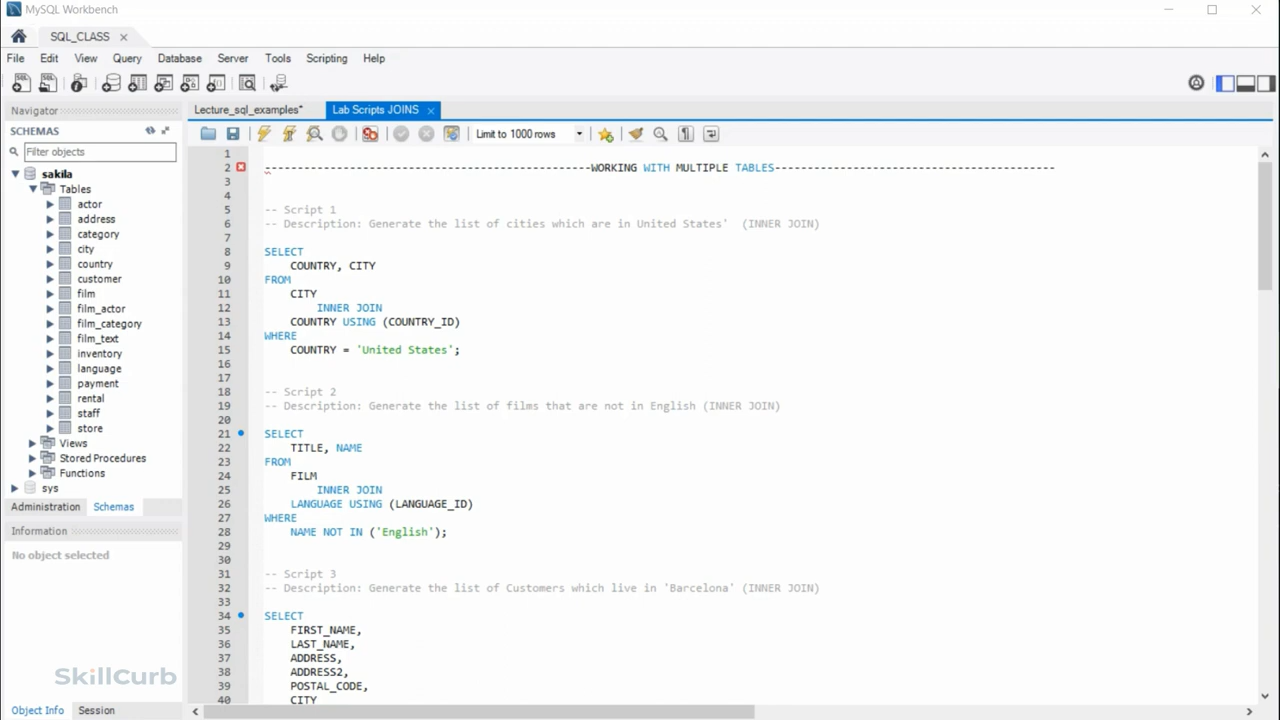 MySQL Workbench
SQL_CLASS
File Edit View Query Database Server Tools Scripting Help
Navigator
SCHEMAS
Filter objects
sakila
Tables
actor
address
category
city
country
customer
film
film_actor
film_category
film_text
inventory
language
payment
rental
staff
store
Views
Stored Procedures
Functions
sys
Administration Schemas
Information
No object selected
SkillCurb
Object Info Session
Lecture_sql_examples* Lab Scripts JOINS
Limit to 1000 rows
1
2 --------------------------------------------------WORKING WITH MULTIPLE TABLES-------------------------------------------
3
4
5 -- Script 1
6 -- Description: Generate the list of cities which are in United States'  (INNER JOIN)
7
8 SELECT
9     COUNTRY, CITY
10 FROM
11     CITY
12         INNER JOIN
13     COUNTRY USING (COUNTRY_ID)
14 WHERE
15     COUNTRY = 'United States';
16
17
18 -- Script 2
19 -- Description: Generate the list of films that are not in English (INNER JOIN)
20
21 SELECT
22     TITLE, NAME
23 FROM
24     FILM
25         INNER JOIN
26     LANGUAGE USING (LANGUAGE_ID)
27 WHERE
28     NAME NOT IN ('English');
29
30
31 -- Script 3
32 -- Description: Generate the list of Customers which live in 'Barcelona' (INNER JOIN)
33
34 SELECT
35     FIRST_NAME,
36     LAST_NAME,
37     ADDRESS,
38     ADDRESS2,
39     POSTAL_CODE,
40     CITY